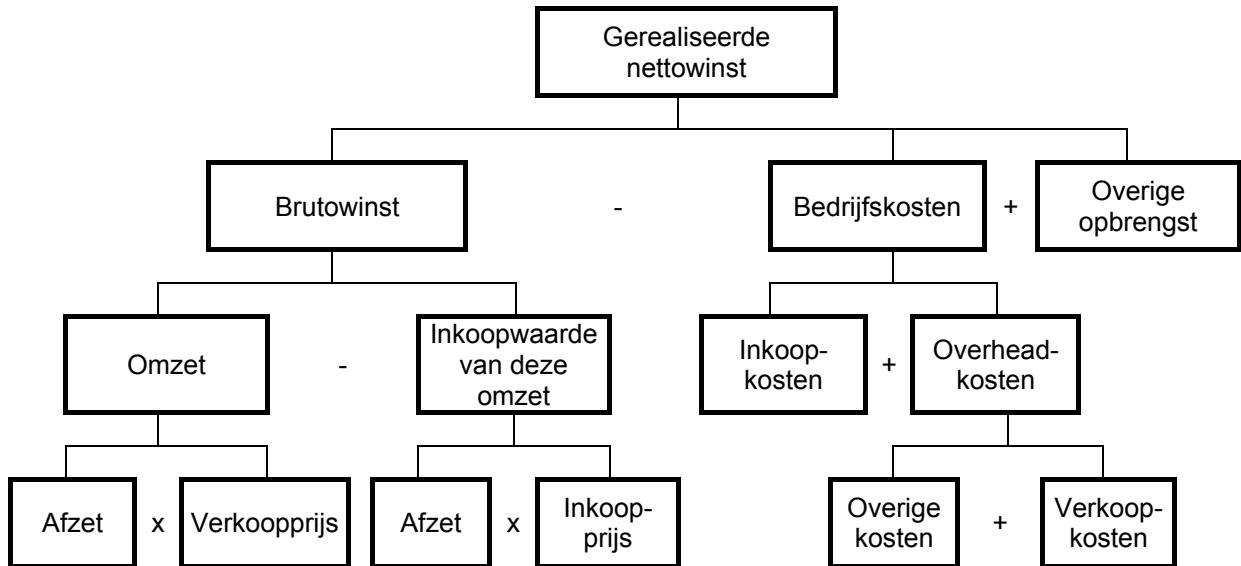 Gerealiseerde
nettowinst
Brutowinst
-
Bedrijfskosten
+
Overige
opbrengst
Omzet
-
Inkoopwaarde
van deze
omzet
Inkoop-
kosten
+
Overhead-
kosten
Afzet
x
Verkoopprijs
Afzet
x
Inkoop-
prijs
Overige
kosten
+
Verkoop-
kosten